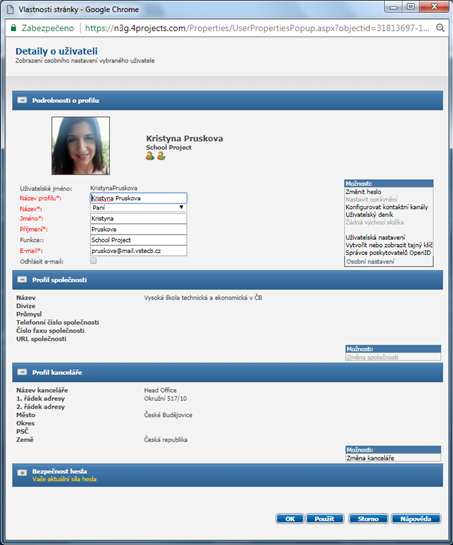 Vlastnosti stránky - Google Chrome
Zabezpečeno https://n3g.4projects.com/Properties/UserPropertiesPopup.aspx?objectid=31813697-1...
Detaily o uživateli
Zobrazení osobního nastavení vybraného uživatele
Podrobnosti o profilu
Kristyna Pruskova
School Project
Uživatelské jméno: KristynaPruskova
Název profilu*: Kristyna Pruskova
Název*: Paní
Jméno*: Kristyna
Příjmení*: Pruskova
Funkce:: School Project
E-mail*: pruskova@mail.vstecb.cz
Odhlásit e-mail:
Možnosti:
Změnit heslo
Nastavit oprávnění
Konfigurovat kontaktní kanály
Uživatelský deník
Žádná výchozí složka
Uživatelská nastavení
Vytvořit nebo zobrazit tajný klíč
Správce poskytovatelů OpenID
Osobní nastavení
Profil společnosti
Název Vysoká škola technická a ekonomická v ČB
Divize
Průmysl
Telefonní číslo společnosti
Číslo faxu společnosti
URL společnosti
Možnosti:
Změna společnosti
Profil kanceláře
Název kanceláře Head Office
1. řádek adresy Okružní 517/10
2. řádek adresy
Město České Budějovice
Okres
PSČ
Země Česká republika
Možnosti:
Změna kanceláře
Bezpečnost hesla
Vaše aktuální síla hesla
OK Použít Storno Nápověda